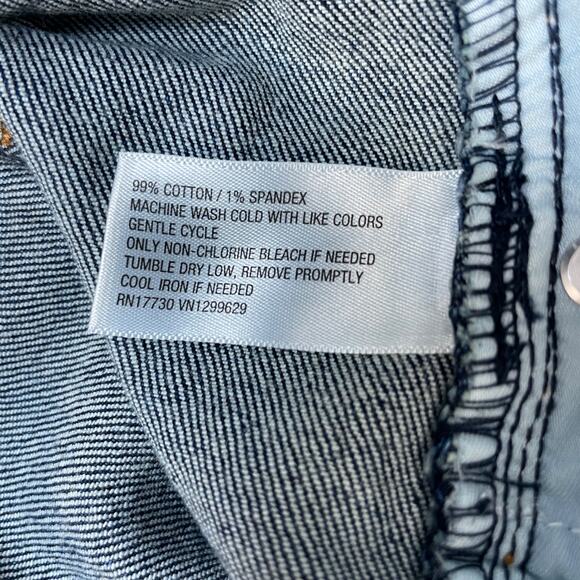 99% COTTON / 1% SPANDEX
MACHINE WASH COLD WITH LIKE COLORS
GENTLE CYCLE
ONLY NON-CHLORINE BLEACH IF NEEDED
TUMBLE DRY LOW, REMOVE PROMPTLY
COOL IRON IF NEEDED
RN17730 VN1299629